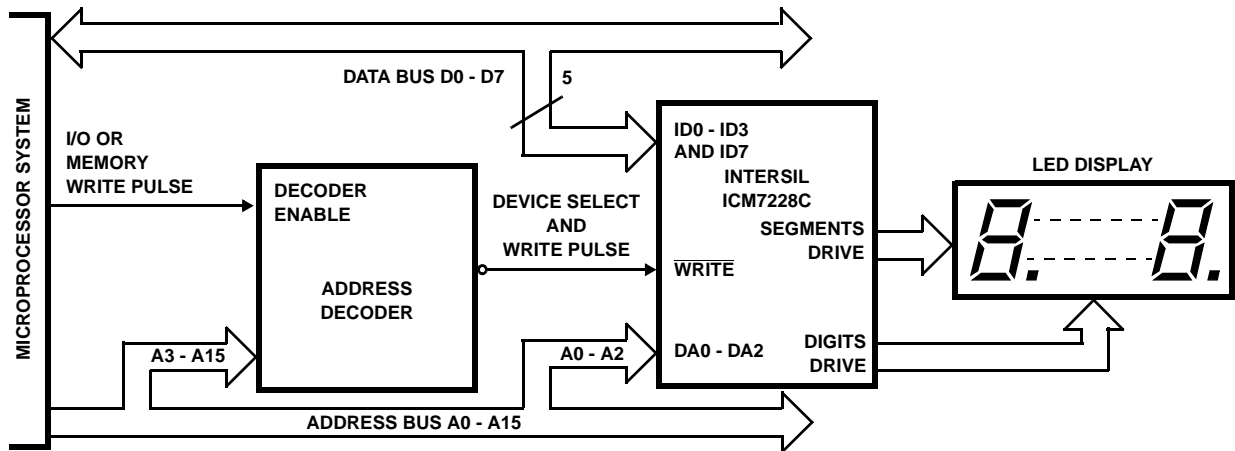 MICROPROCESSOR SYSTEM
DATA BUS D0 - D7
5
I/O OR
MEMORY
WRITE PULSE
DECODER
ENABLE
ADDRESS
DECODER
DEVICE SELECT
AND
WRITE PULSE
ID0 - ID3
AND ID7
INTERSIL
ICM7228C
SEGMENTS
DRIVE
WRITE
DA0 - DA2
DIGITS
DRIVE
LED DISPLAY
8. 8.
A3 - A15
A0 - A2
ADDRESS BUS A0 - A15